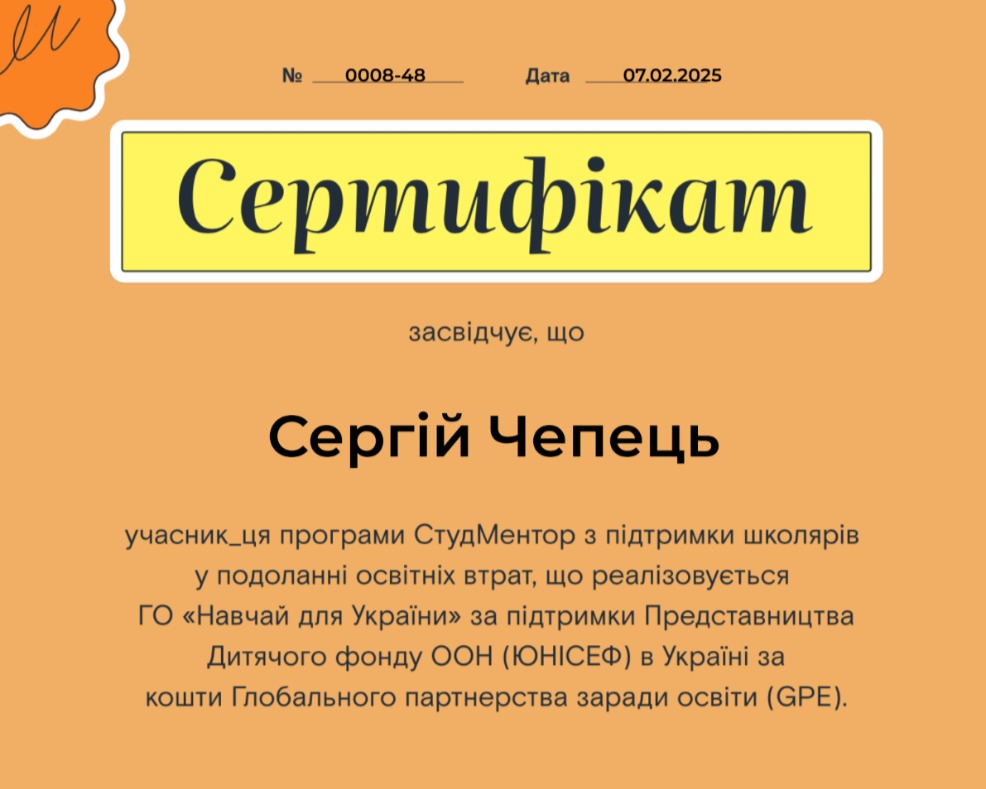 № 0008-48 Дата 07.02.2025
Сертифікат
засвідчує, що
Сергій Чепець
учасник_ця програми СтудМентор з підтримки школярів
у подоланні освітніх втрат, що реалізовується
ГО «Навчай для України» за підтримки Представництва
Дитячого фонду ООН (ЮНІСЕФ) в Україні за
кошти Глобального партнерства заради освіти (GPE).